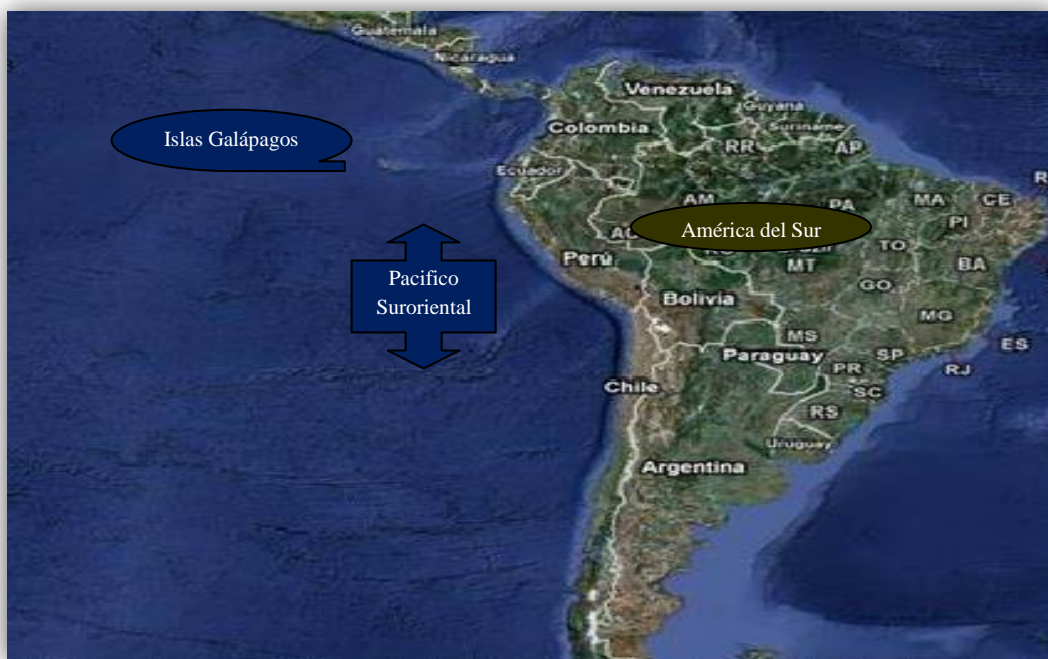 Guatemala
Nicaragua
Venezuela
Guyana
Suriname
Colombia
Islas Galápagos
RR
AP
Ecuador
AM
PA
MA
CE
PI
América del Sur
TO
Perú
MT
BA
GO
Bolivia
MG
Pacifico
Suroriental
MS
ES
Paraguay
SP
RJ
PR
Chile
SC
RS
Uruguay
Argentina